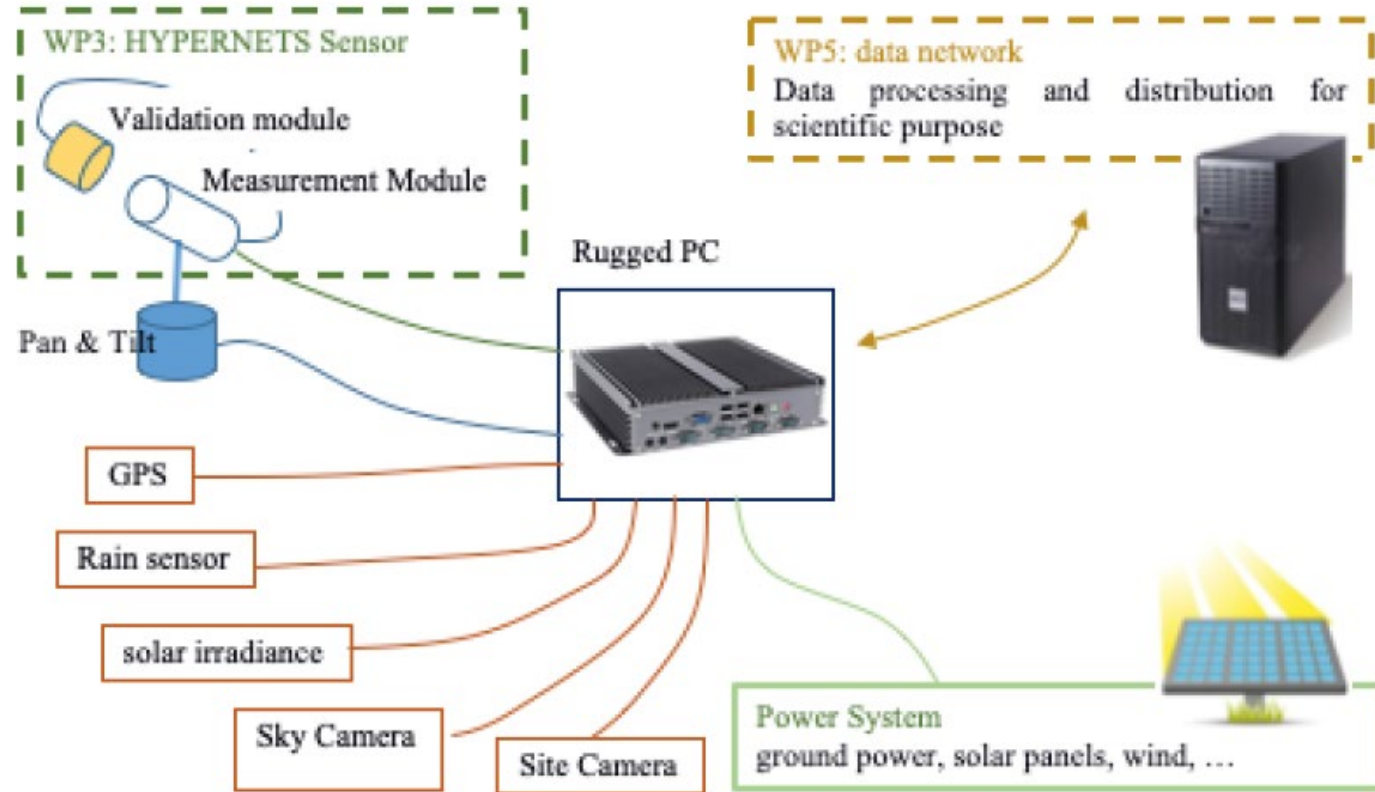 WP3: HYPERNETS Sensor
Validation module
Measurement Module
Pan & Tilt
WP5: data network
Data processing and distribution for
scientific purpose
Rugged PC
GPS
Rain sensor
solar irradiance
Sky Camera
Site Camera
Power System
ground power, solar panels, wind, …